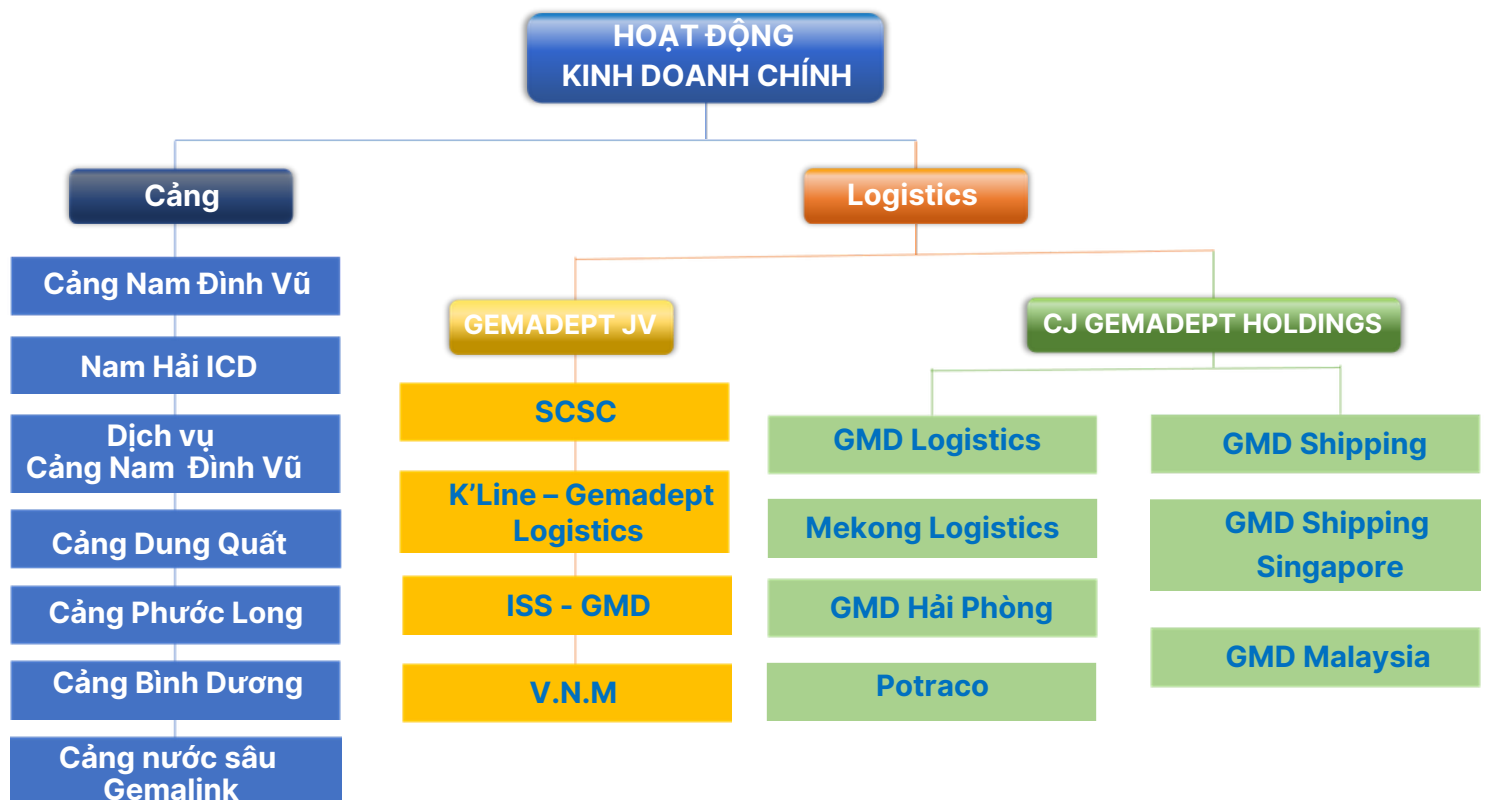 HOẠT ĐỘNG
KINH DOANH CHÍNH
Cảng
Logistics
Cảng Nam Đình Vũ
Nam Hải ICD
Dịch vụ
Cảng Nam Đình Vũ
Cảng Dung Quất
Cảng Phước Long
Cảng Bình Dương
Cảng nước sâu
Gemalink
GEMADEPT JV
SCSC
K’Line – Gemadept
Logistics
ISS - GMD
V.N.M
CJ GEMADEPT HOLDINGS
GMD Logistics
Mekong Logistics
GMD Hải Phòng
Potraco
GMD Shipping
GMD Shipping
Singapore
GMD Malaysia